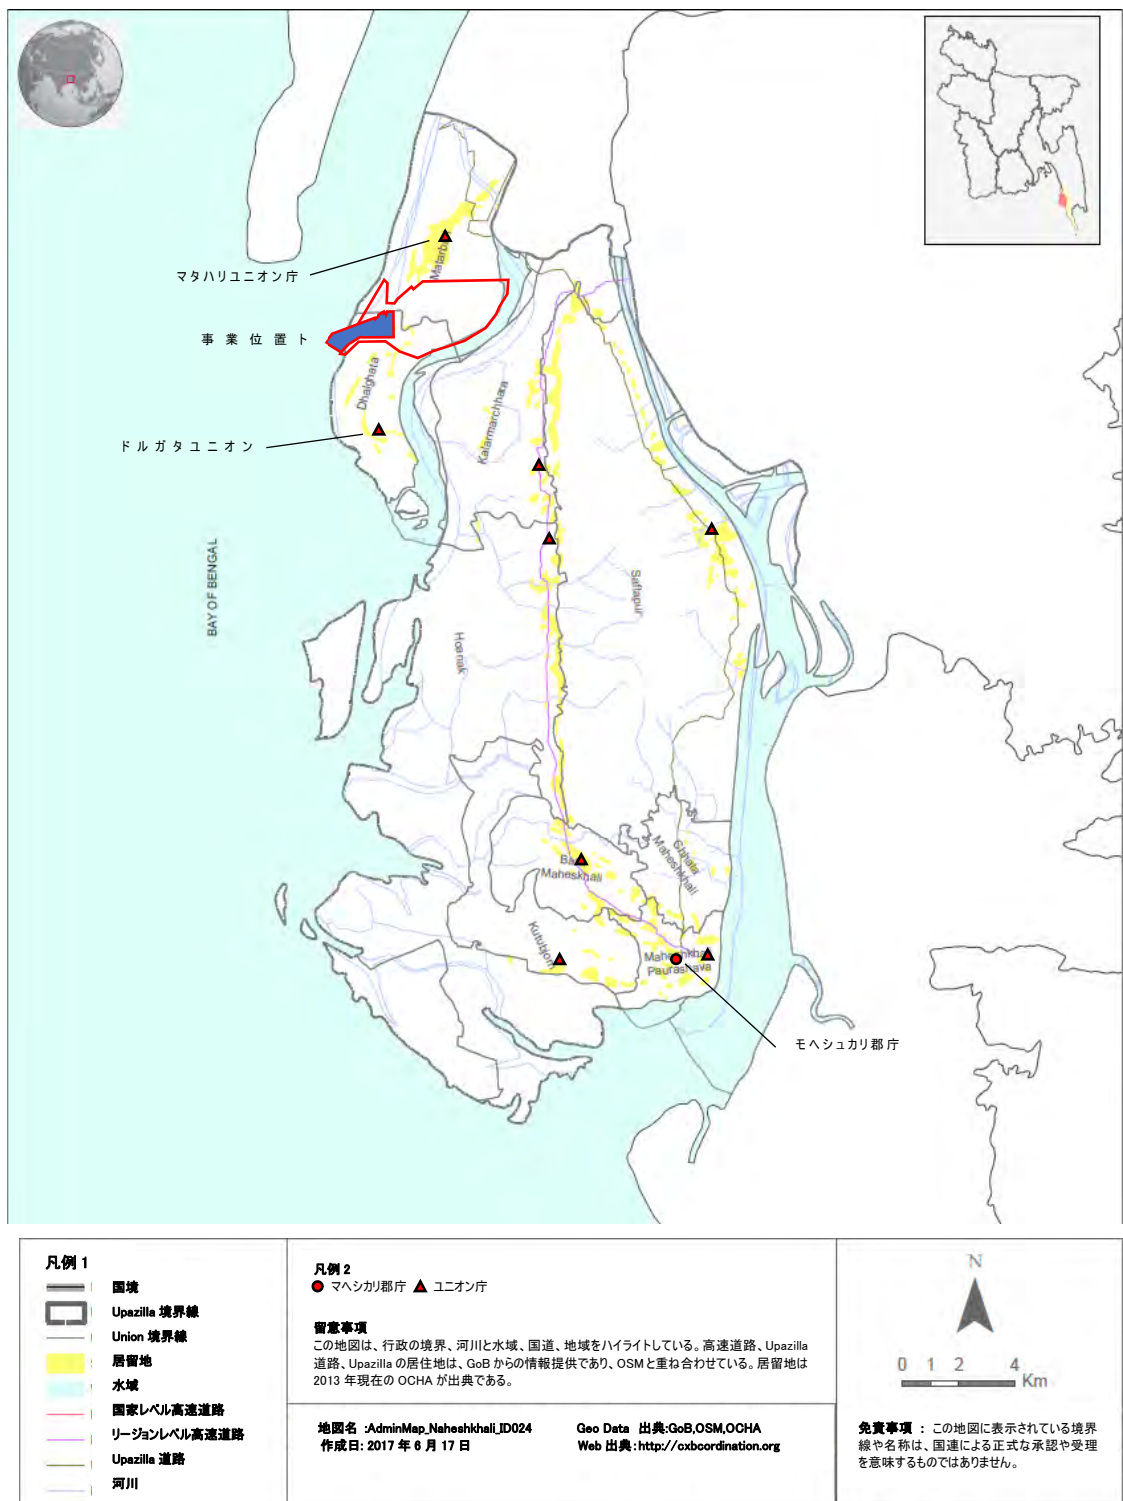 マタハリユニオン庁
Matarbari
事 業 位 置 ト
Dhalghata
ドルガタユニオン
Kalarmarchhara
BAY OF BENGAL
Saflapur
Hoanak
Chhota
Maheshkhali
Bara
Maheskhali
Kutubjom
Maheshkhali
Paurashava
モヘシュカリ郡庁
凡例 1
国境
Upazilla 境界線
Union 境界線
居留地
水域
国家レベル高速道路
リージョンレベル高速道路
Upazilla 道路
河川
凡例 2
マヘシカリ郡庁 ユニオン庁
留意事項
この地図は、行政の境界、河川と水域、国道、地域をハイライトしている。高速道路、Upazilla
道路、Upazilla の居住地は、GoB からの情報提供であり、OSMと重ね合わせている。居留地は
2013 年現在の OCHA が出典である。
地図名 :AdminMap_Naheshkhali_ID024
作成日: 2017 年 6 月 17 日
Geo Data 出典:GoB,OSM,OCHA
Web 出典:http://cxbcordination.org
N
0 1 2 4
Km
免責事項 : この地図に表示されている境界
線や名称は、国連による正式な承認や受理
を意味するものではありません。